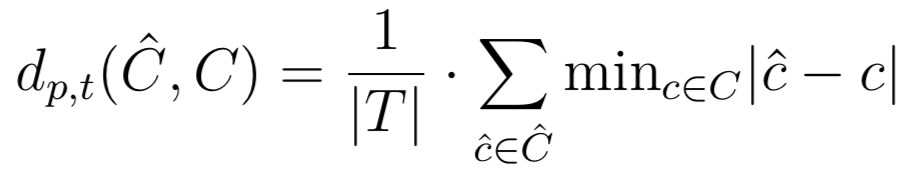 d_{p,t}(\hat{C}, C) = \frac{1}{|T|} \cdot \sum_{\hat{c} \in \hat{C}} \min_{c \in C} |\hat{c} - c|